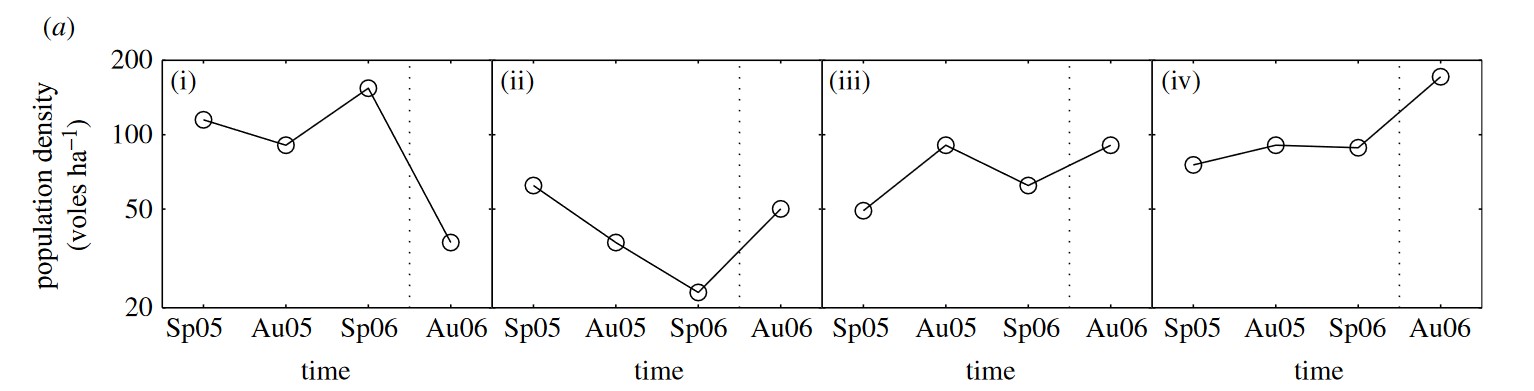 (a)
200
100
50
20
population density
(voles ha⁻¹)
(i)
(ii)
(iii)
(iv)
Sp05 Au05 Sp06 Au06 Sp05 Au05 Sp06 Au06 Sp05 Au05 Sp06 Au06 Sp05 Au05 Sp06 Au06
time time time time